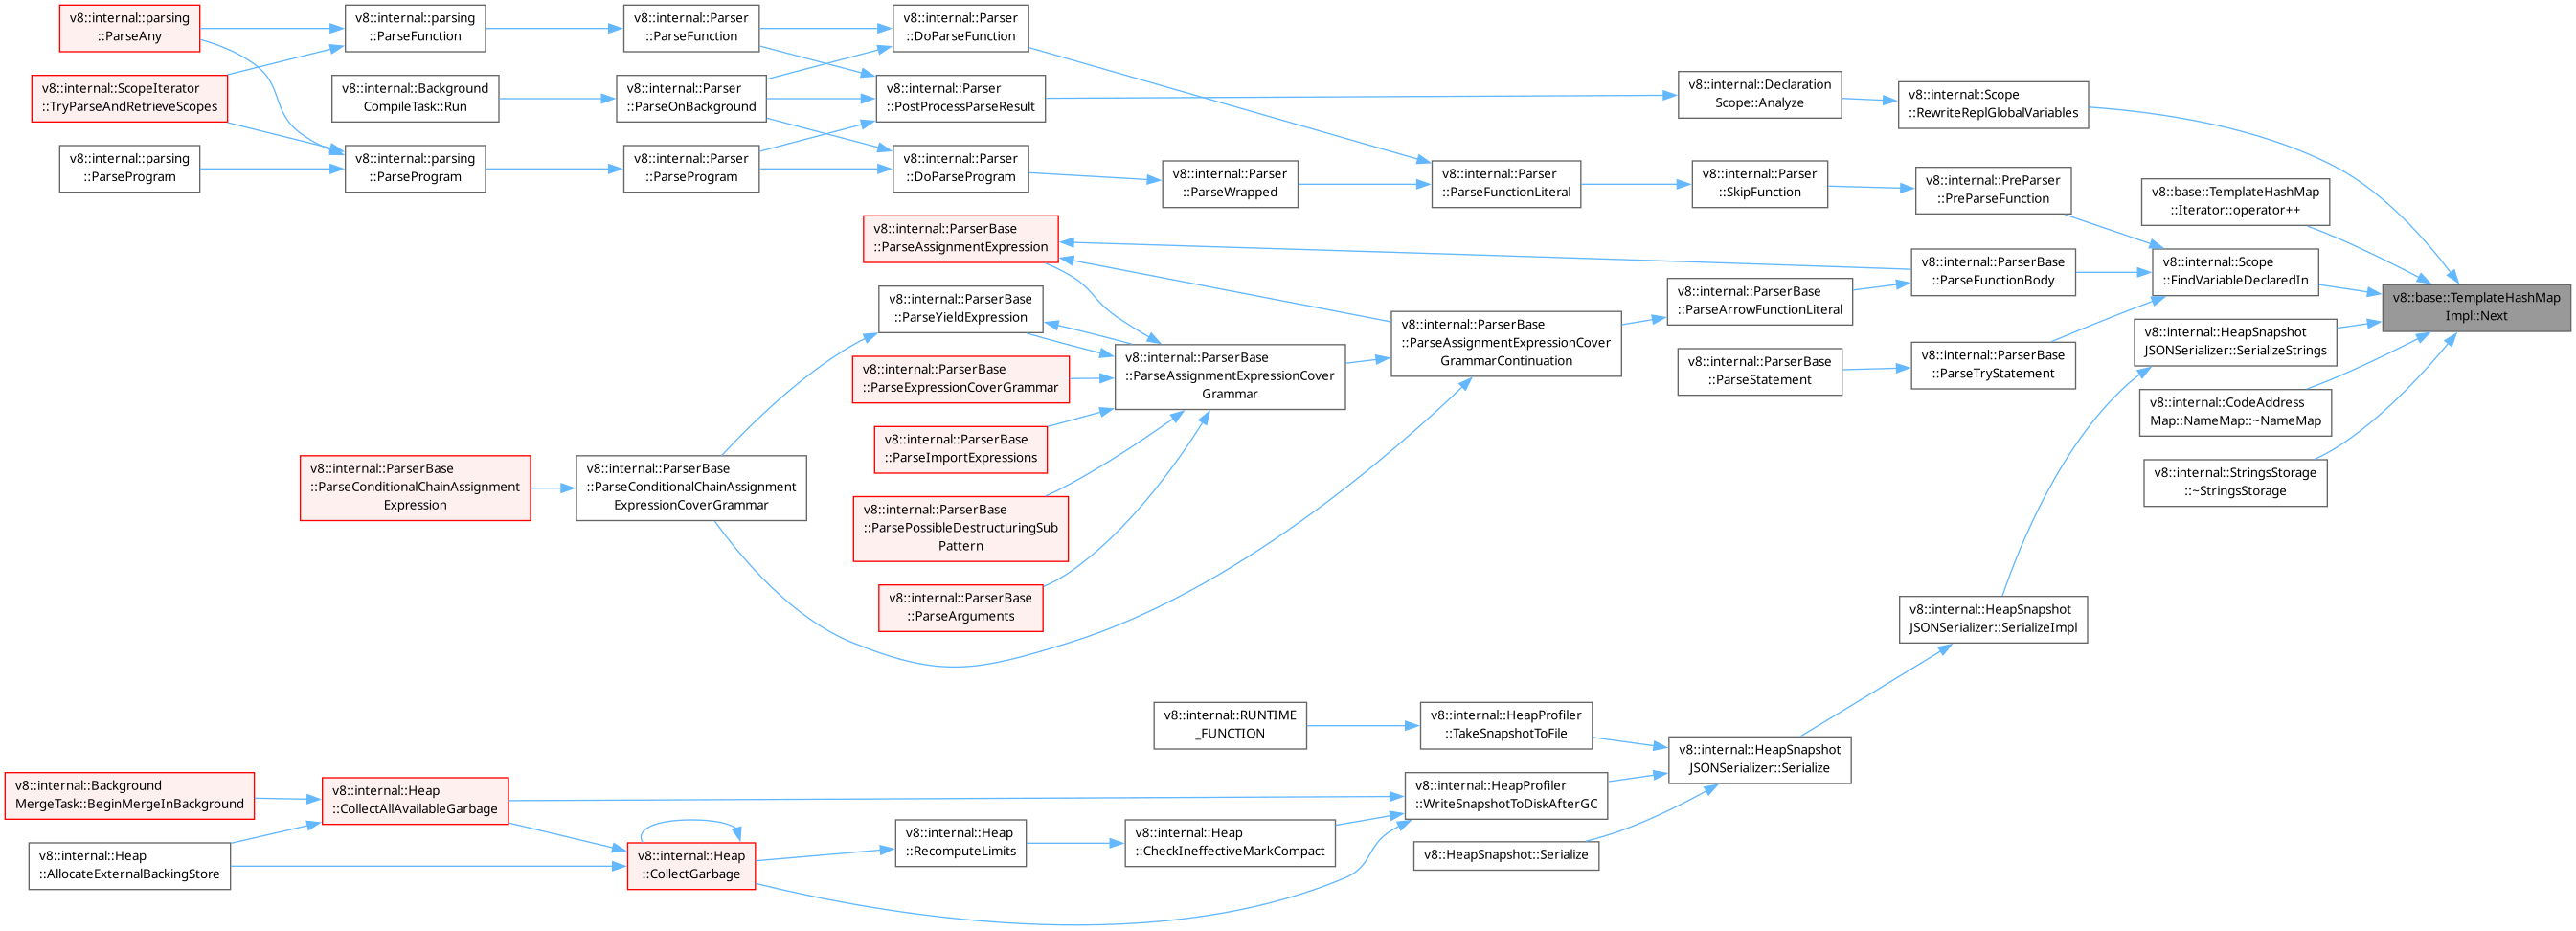 v8::internal::parsing
::ParseAny
v8::internal::parsing
::ParseFunction
v8::internal::Parser
::ParseFunction
v8::internal::Parser
::DoParseFunction
v8::internal::ScopeIterator
::TryParseAndRetrieveScopes
v8::internal::Background
CompileTask::Run
v8::internal::Parser
::ParseOnBackground
v8::internal::Parser
::PostProcessParseResult
v8::internal::Declaration
Scope::Analyze
v8::internal::Scope
::RewriteReplGlobalVariables
v8::internal::parsing
::ParseProgram
v8::internal::parsing
::ParseProgram
v8::internal::Parser
::ParseProgram
v8::internal::Parser
::DoParseProgram
v8::internal::Parser
::ParseWrapped
v8::internal::Parser
::ParseFunctionLiteral
v8::internal::Parser
::SkipFunction
v8::internal::PreParser
::PreParseFunction
v8::base::TemplateHashMap
::Iterator::operator++
v8::internal::ParserBase
::ParseAssignmentExpression
v8::internal::ParserBase
::ParseFunctionBody
v8::internal::Scope
::FindVariableDeclaredIn
v8::base::TemplateHashMap
Impl::Next
v8::internal::ParserBase
::ParseYieldExpression
v8::internal::ParserBase
::ParseArrowFunctionLiteral
v8::internal::ParserBase
::ParseAssignmentExpressionCover
GrammarContinuation
v8::internal::HeapSnapshot
JSONSerializer::SerializeStrings
v8::internal::ParserBase
::ParseExpressionCoverGrammar
v8::internal::ParserBase
::ParseAssignmentExpressionCover
Grammar
v8::internal::ParserBase
::ParseStatement
v8::internal::ParserBase
::ParseTryStatement
v8::internal::CodeAddress
Map::NameMap::~NameMap
v8::internal::ParserBase
::ParseImportExpressions
v8::internal::StringsStorage
::~StringsStorage
v8::internal::ParserBase
::ParseConditionalChainAssignment
Expression
v8::internal::ParserBase
::ParseConditionalChainAssignment
ExpressionCoverGrammar
v8::internal::ParserBase
::ParsePossibleDestructuringSub
Pattern
v8::internal::ParserBase
::ParseArguments
v8::internal::HeapSnapshot
JSONSerializer::SerializeImpl
v8::internal::RUNTIME
_FUNCTION
v8::internal::HeapProfiler
::TakeSnapshotToFile
v8::internal::HeapSnapshot
JSONSerializer::Serialize
v8::internal::Background
MergeTask::BeginMergeInBackground
v8::internal::Heap
::CollectAllAvailableGarbage
v8::internal::HeapProfiler
::WriteSnapshotToDiskAfterGC
v8::internal::Heap
::AllocateExternalBackingStore
v8::internal::Heap
::CollectGarbage
v8::internal::Heap
::RecomputeLimits
v8::internal::Heap
::CheckIneffectiveMarkCompact
v8::HeapSnapshot::Serialize